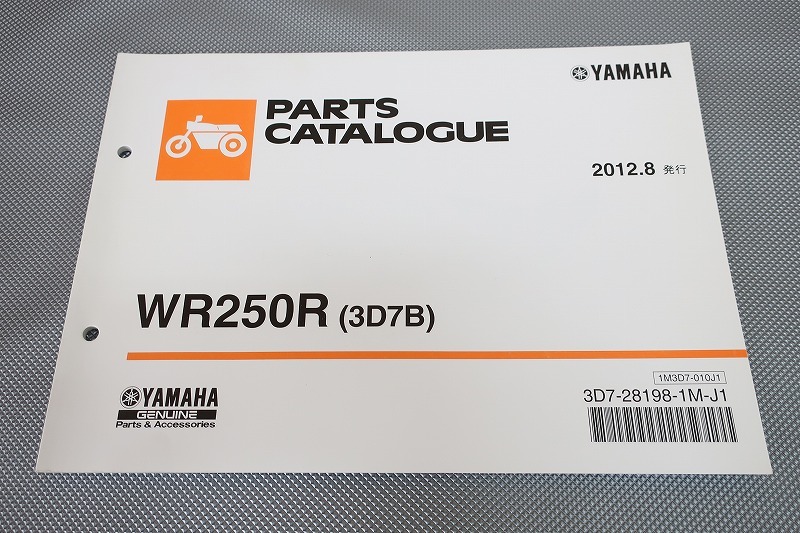 YAMAHA
PARTS
CATALOGUE
2012.8 発行
WR250R (3D7B)
1M3D7-010J1
3D7-28198-1M-J1
YAMAHA
GENUINE
Parts & Accessories